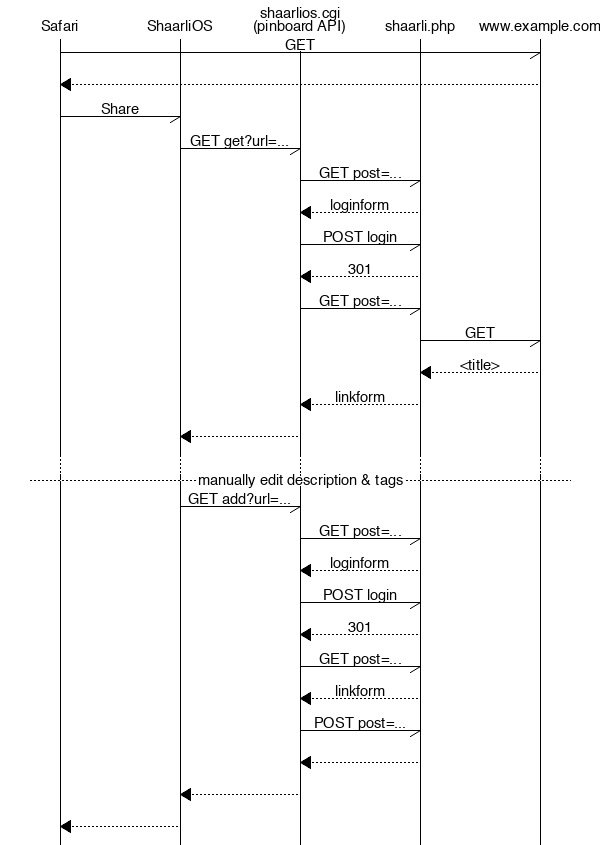 Safari
ShaarliOS
shaarlios.cgi
(pinboard API)
shaarli.php
www.example.com
GET
Share
GET get?url=...
GET post=...
loginform
POST login
301
GET post=...
GET
<title>
linkform
manually edit description & tags
GET add?url=...
GET post=...
loginform
POST login
301
GET post=...
linkform
POST post=...